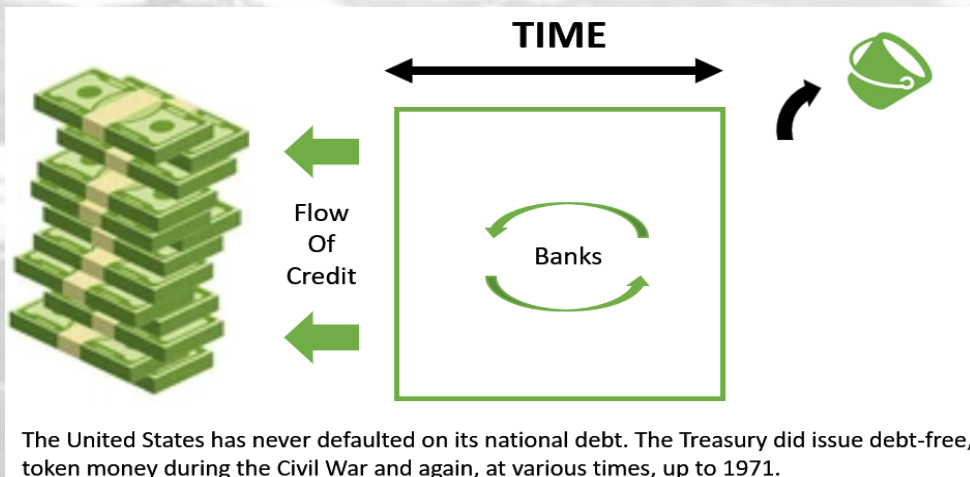 TIME
Flow
Of
Credit
Banks
The United States has never defaulted on its national debt. The Treasury did issue debt-free,
token money during the Civil War and again, at various times, up to 1971.